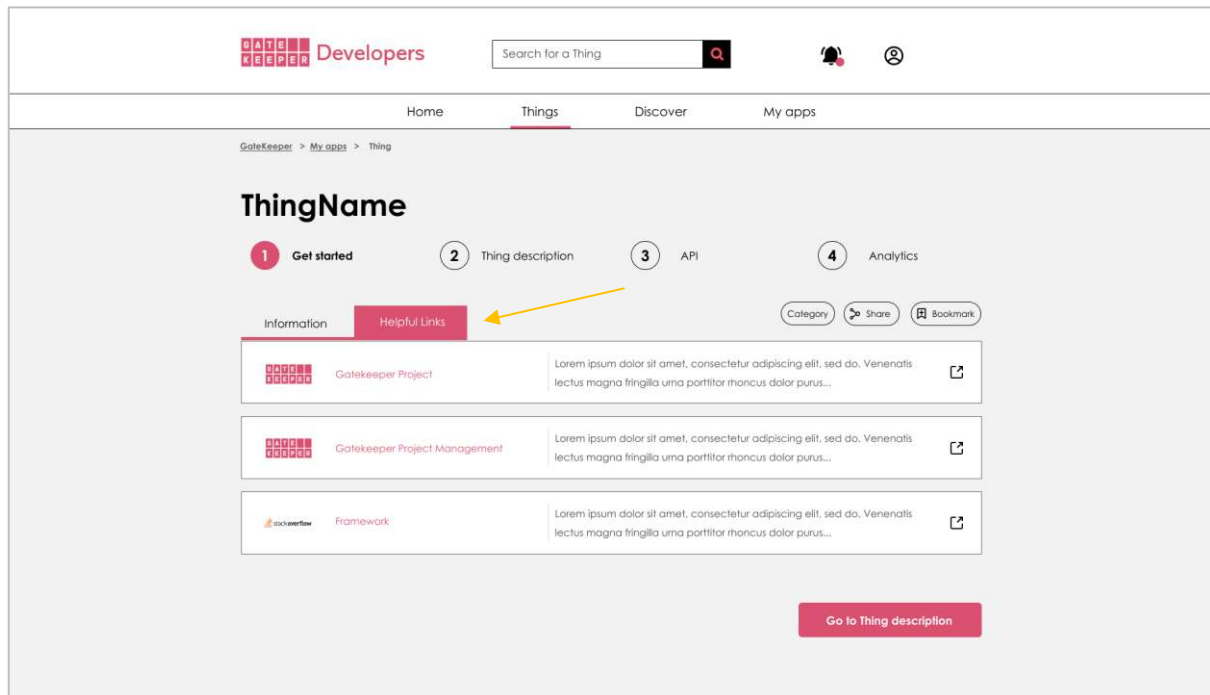 GATE
KEEPER Developers
Search for a Thing
Home Things Discover My apps
GateKeeper > My apps > Thing
ThingName
1 Get started 2 Thing description 3 API 4 Analytics
Information Helpful Links Category Share Bookmark
GATE
KEEPER
Gatekeeper Project
Lorem ipsum dolor sit amet, consectetur adipiscing elit, sed do. Venenatis
lectus magna fringilla urna porttitor rhoncus dolor purus...
GATE
KEEPER
Gatekeeper Project Management
Lorem ipsum dolor sit amet, consectetur adipiscing elit, sed do. Venenatis
lectus magna fringilla urna porttitor rhoncus dolor purus...
stackoverflow
Framework
Lorem ipsum dolor sit amet, consectetur adipiscing elit, sed do. Venenatis
lectus magna fringilla urna porttitor rhoncus dolor purus...
Go to Thing description